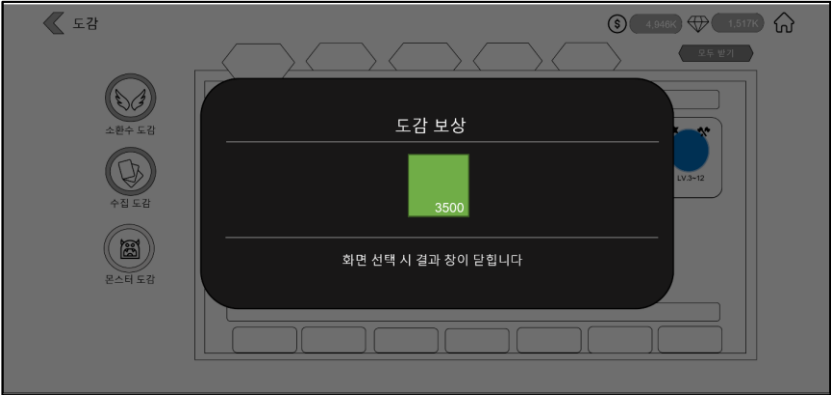 도감
4,946K
1,517K
모두 받기
소환수 도감
수집 도감
몬스터 도감
LV.3~12
도감 보상
3500
화면 선택 시 결과 창이 닫힙니다